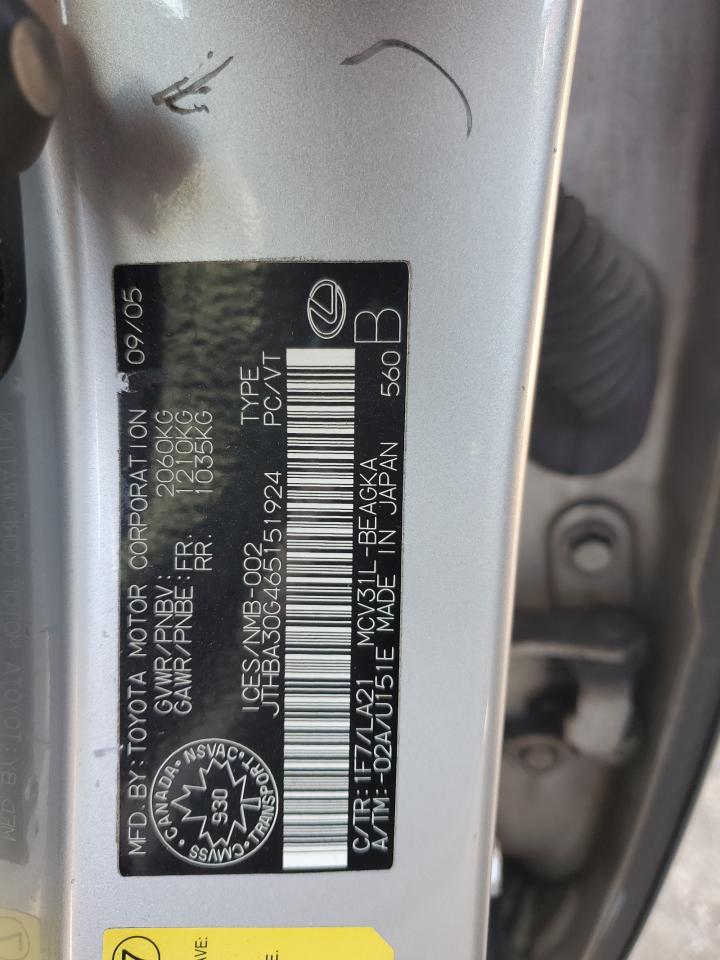 MFD. BY: TOYOTA MOTOR CORPORATION 09/05
GVWR/PNBV: 2060KG
GAWR/PNBE: FR. 1210KG
RR. 1035KG
ICES/NMB-002 TYPE
JTHBA30G465151924 PC/VT
CANADA · NSVAC · TRANSPORT · CMVSS
930
C/TR: 1F7/LA21 MCV31L-BEAGKA 560 B
A/TM: -02A/U151E MADE IN JAPAN
AVE:
E.